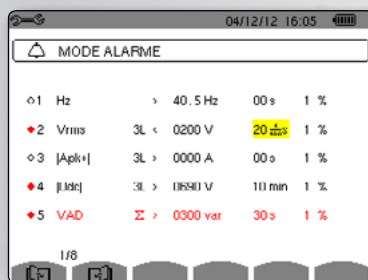 04/12/12 16:05
MODE ALARME
1 Hz > 40.5 Hz 00 s 1 %
2 Vrms 3L < 0200 V 20 s 1 %
3 |Apk+| 3L > 0000 A 00 s 1 %
4 |Udc| 3L > 0690 V 10 min 1 %
5 VAD Σ > 0300 var 30 s 1 %
1/8